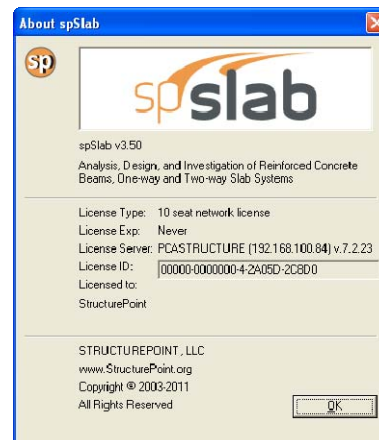 About spSlab
sp
spslab
spSlab v3.50
Analysis, Design, and Investigation of Reinforced Concrete
Beams, One-way and Two-way Slab Systems
License Type: 10 seat network license
License Exp: Never
License Server: PCASTRUCTURE (192.168.100.84) v.7.2.23
License ID: 00000-0000000-4-2A05D-2C8D0
Licensed to:
StructurePoint
STRUCTUREPOINT, LLC
www.StructurePoint.org
Copyright © 2003-2011
All Rights Reserved
OK